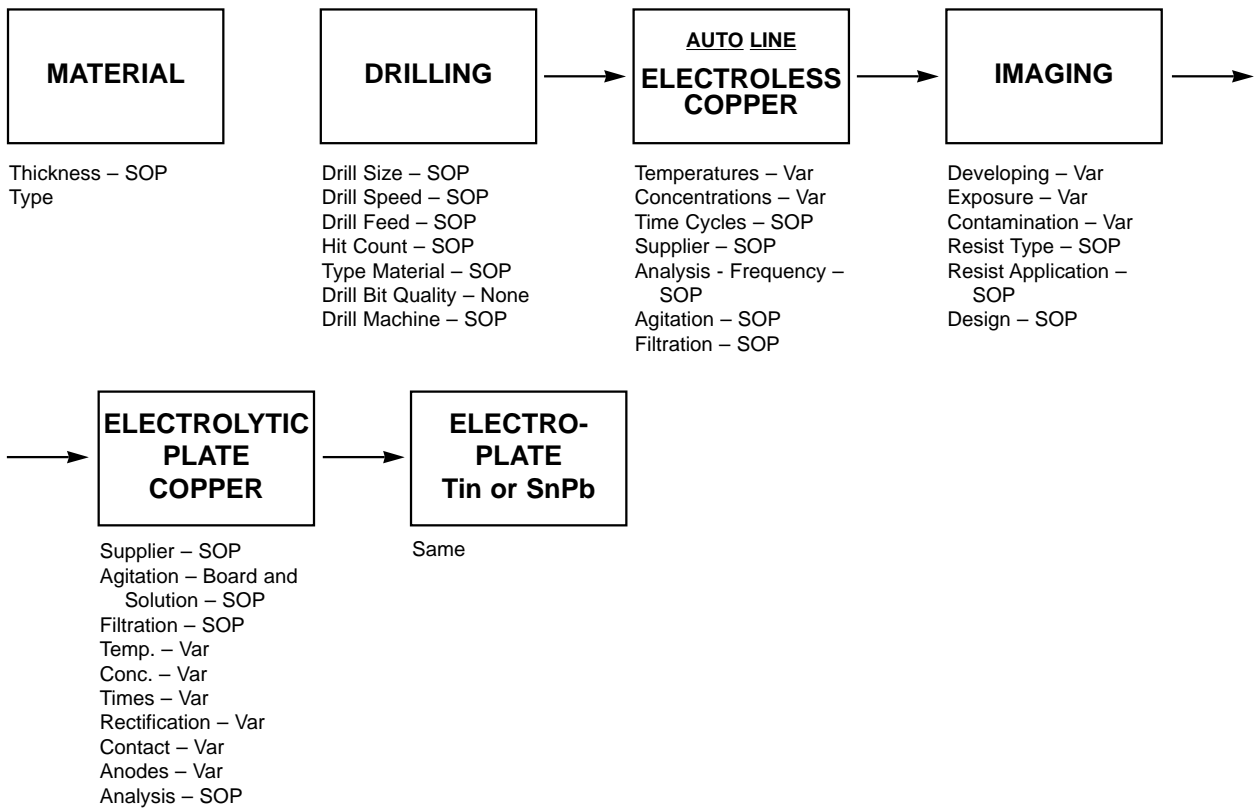 MATERIAL
Thickness – SOP
Type
DRILLING
Drill Size – SOP
Drill Speed – SOP
Drill Feed – SOP
Hit Count – SOP
Type Material – SOP
Drill Bit Quality – None
Drill Machine – SOP
AUTO LINE
ELECTROLESS
COPPER
Temperatures – Var
Concentrations – Var
Time Cycles – SOP
Supplier – SOP
Analysis - Frequency –
SOP
Agitation – SOP
Filtration – SOP
IMAGING
Developing – Var
Exposure – Var
Contamination – Var
Resist Type – SOP
Resist Application –
SOP
Design – SOP
ELECTROLYTIC
PLATE
COPPER
Supplier – SOP
Agitation – Board and
Solution – SOP
Filtration – SOP
Temp. – Var
Conc. – Var
Times – Var
Rectification – Var
Contact – Var
Anodes – Var
Analysis – SOP
ELECTRO-
PLATE
Tin or SnPb
Same